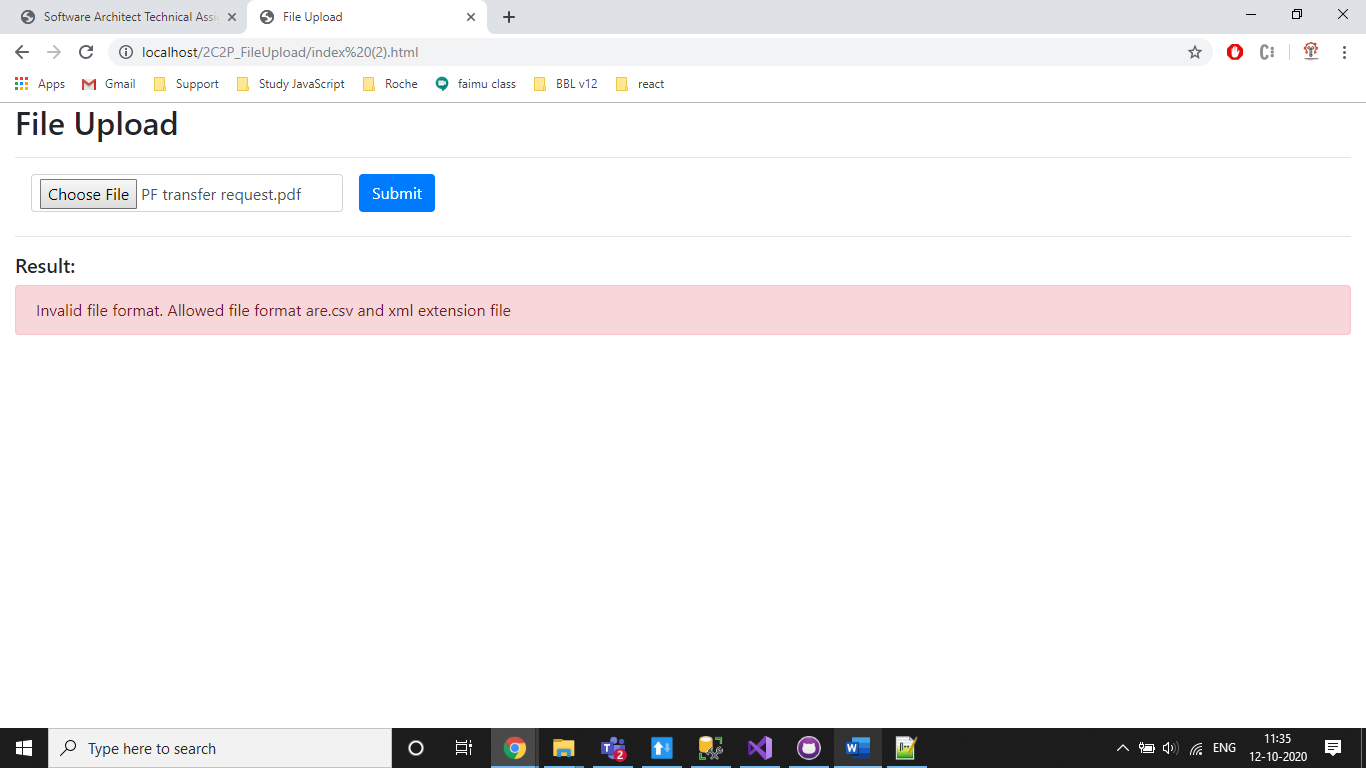 Software Architect Technical Assi
File Upload
localhost/2C2P_FileUpload/index%20(2).html
Apps
Gmail
Support
Study JavaScript
Roche
faimu class
BBL v12
react
File Upload
Choose File PF transfer request.pdf
Submit
Result:
Invalid file format. Allowed file format are.csv and xml extension file
Type here to search
2
ENG
11:35
12-10-2020